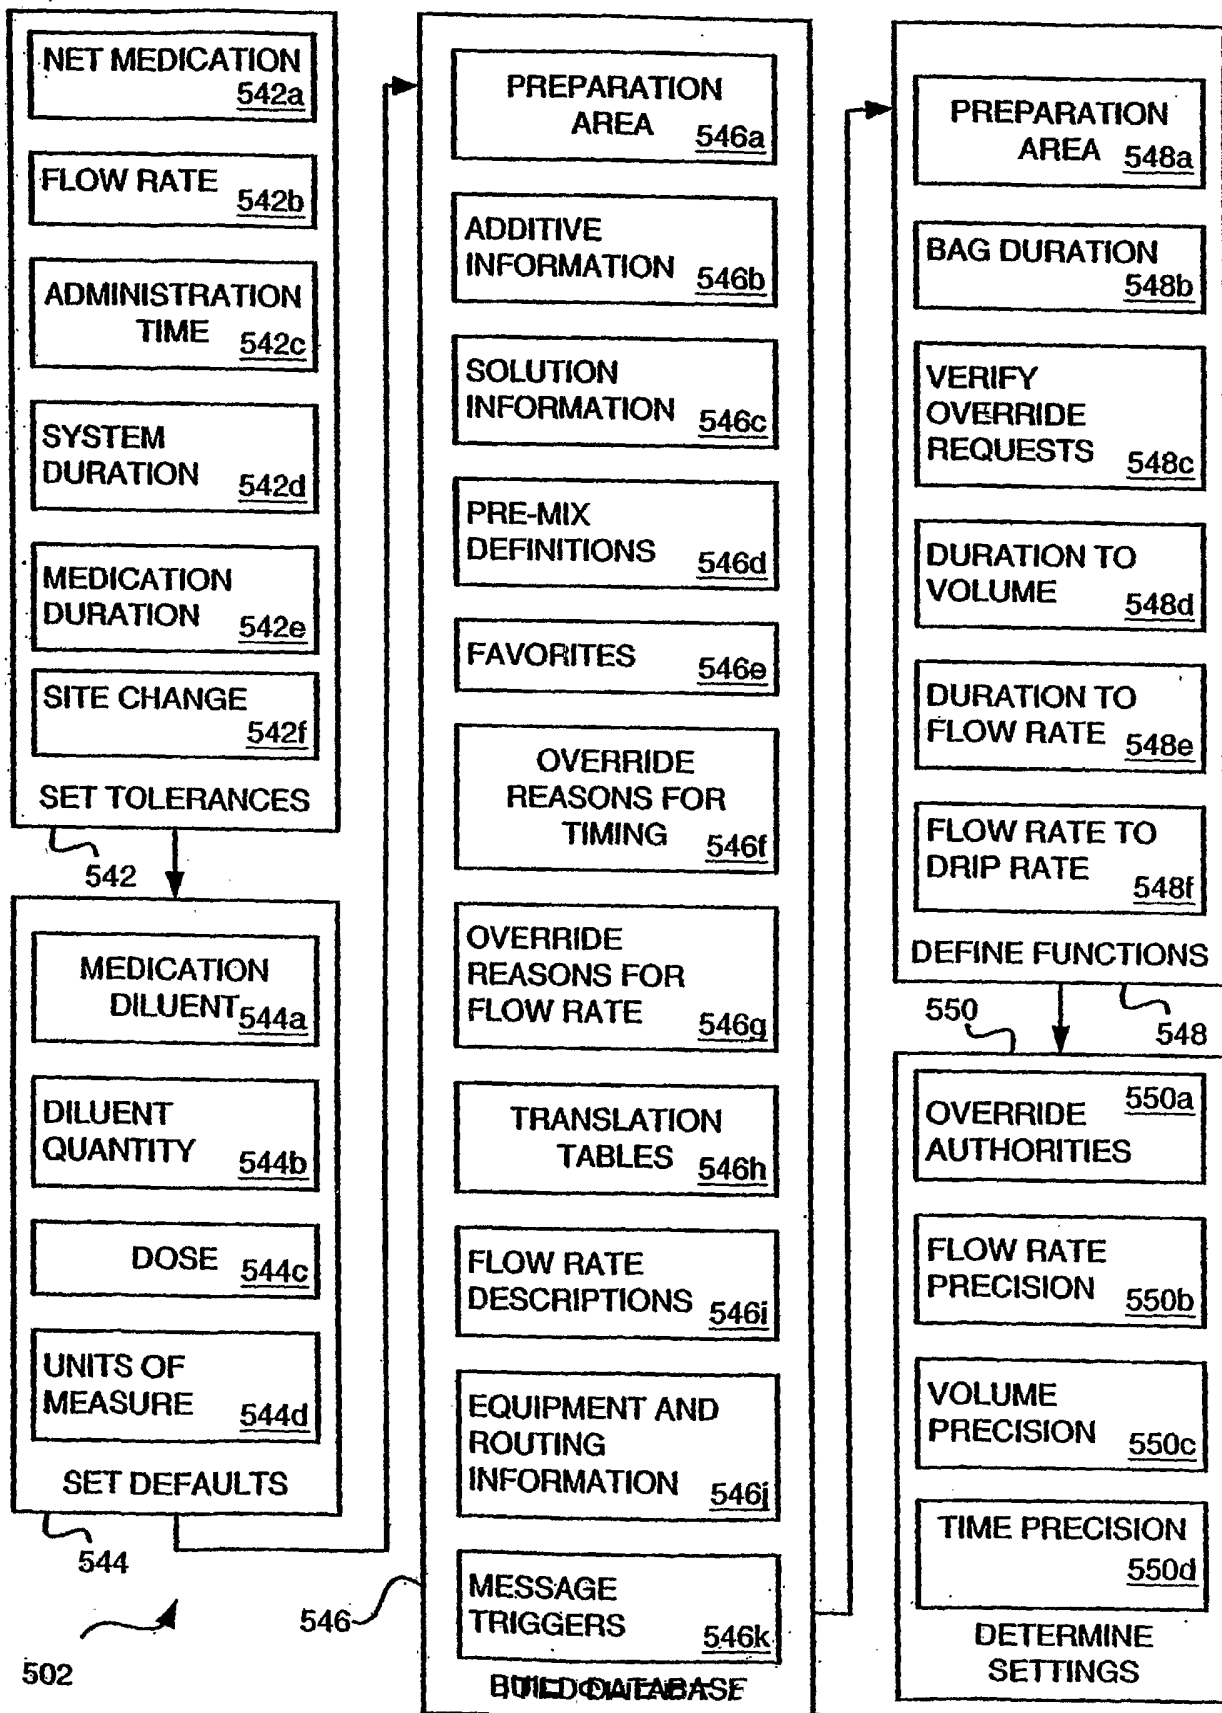 NET MEDICATION
542a
FLOW RATE
542b
ADMINISTRATION
TIME 542c
SYSTEM
DURATION 542d
MEDICATION
DURATION 542e
SITE CHANGE
542f
SET TOLERANCES
542
MEDICATION
DILUENT 544a
DILUENT
QUANTITY 544b
DOSE 544c
UNITS OF
MEASURE 544d
SET DEFAULTS
544
502
PREPARATION
AREA 546a
ADDITIVE
INFORMATION 546b
SOLUTION
INFORMATION 546c
PRE-MIX
DEFINITIONS 546d
FAVORITES 546e
OVERRIDE
REASONS FOR
TIMING 546f
OVERRIDE
REASONS FOR
FLOW RATE 546g
TRANSLATION
TABLES 546h
FLOW RATE
DESCRIPTIONS 546i
EQUIPMENT AND
ROUTING
INFORMATION 546j
MESSAGE
TRIGGERS 546k
BUILD DATABASE
546
PREPARATION
AREA 548a
BAG DURATION
548b
VERIFY
OVERRIDE
REQUESTS 548c
DURATION TO
VOLUME 548d
DURATION TO
FLOW RATE 548e
FLOW RATE TO
DRIP RATE 548f
DEFINE FUNCTIONS
548
550
OVERRIDE 550a
AUTHORITIES
FLOW RATE
PRECISION 550b
VOLUME
PRECISION 550c
TIME PRECISION
550d
DETERMINE
SETTINGS